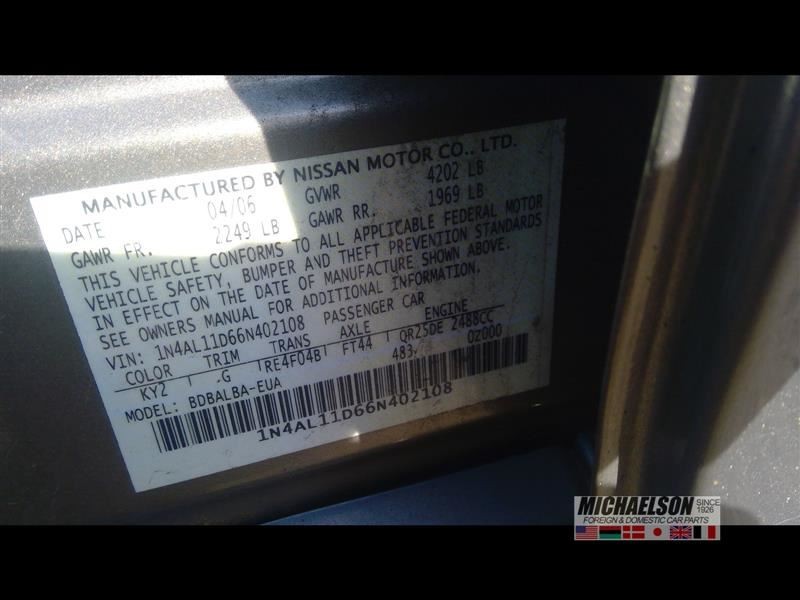 MANUFACTURED BY NISSAN MOTOR CO., LTD.
DATE 04/06 GVWR 4202 LB
GAWR FR. 2249 LB GAWR RR. 1969 LB
THIS VEHICLE CONFORMS TO ALL APPLICABLE FEDERAL MOTOR
VEHICLE SAFETY, BUMPER AND THEFT PREVENTION STANDARDS
IN EFFECT ON THE DATE OF MANUFACTURE SHOWN ABOVE.
SEE OWNERS MANUAL FOR ADDITIONAL INFORMATION.
VIN: 1N4AL11D66N402108 PASSENGER CAR
COLOR TRIM TRANS AXLE ENGINE
KY2 G RE4F04B FT44 QR25DE 2488CC
MODEL: BDBALBA-EUA 483 02000
1N4AL11D66N402108
MICHAELSON SINCE 1926
FOREIGN & DOMESTIC CAR PARTS